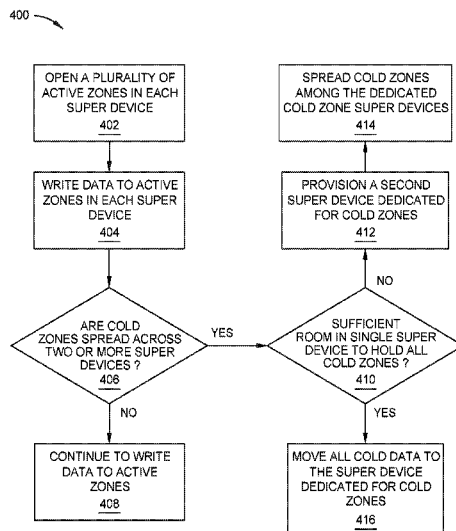 400
OPEN A PLURALITY OF
ACTIVE ZONES IN EACH
SUPER DEVICE
402
WRITE DATA TO ACTIVE
ZONES IN EACH SUPER
DEVICE
404
ARE COLD
ZONES SPREAD ACROSS
TWO OR MORE SUPER
DEVICES ?
406
YES
NO
CONTINUE TO WRITE
DATA TO ACTIVE
ZONES
408
SPREAD COLD ZONES
AMONG THE DEDICATED
COLD ZONE SUPER DEVICES
414
PROVISION A SECOND
SUPER DEVICE DEDICATED
FOR COLD ZONES
412
NO
SUFFICIENT
ROOM IN SINGLE SUPER
DEVICE TO HOLD ALL
COLD ZONES ?
410
YES
MOVE ALL COLD DATA TO
THE SUPER DEVICE
DEDICATED FOR COLD
ZONES
416